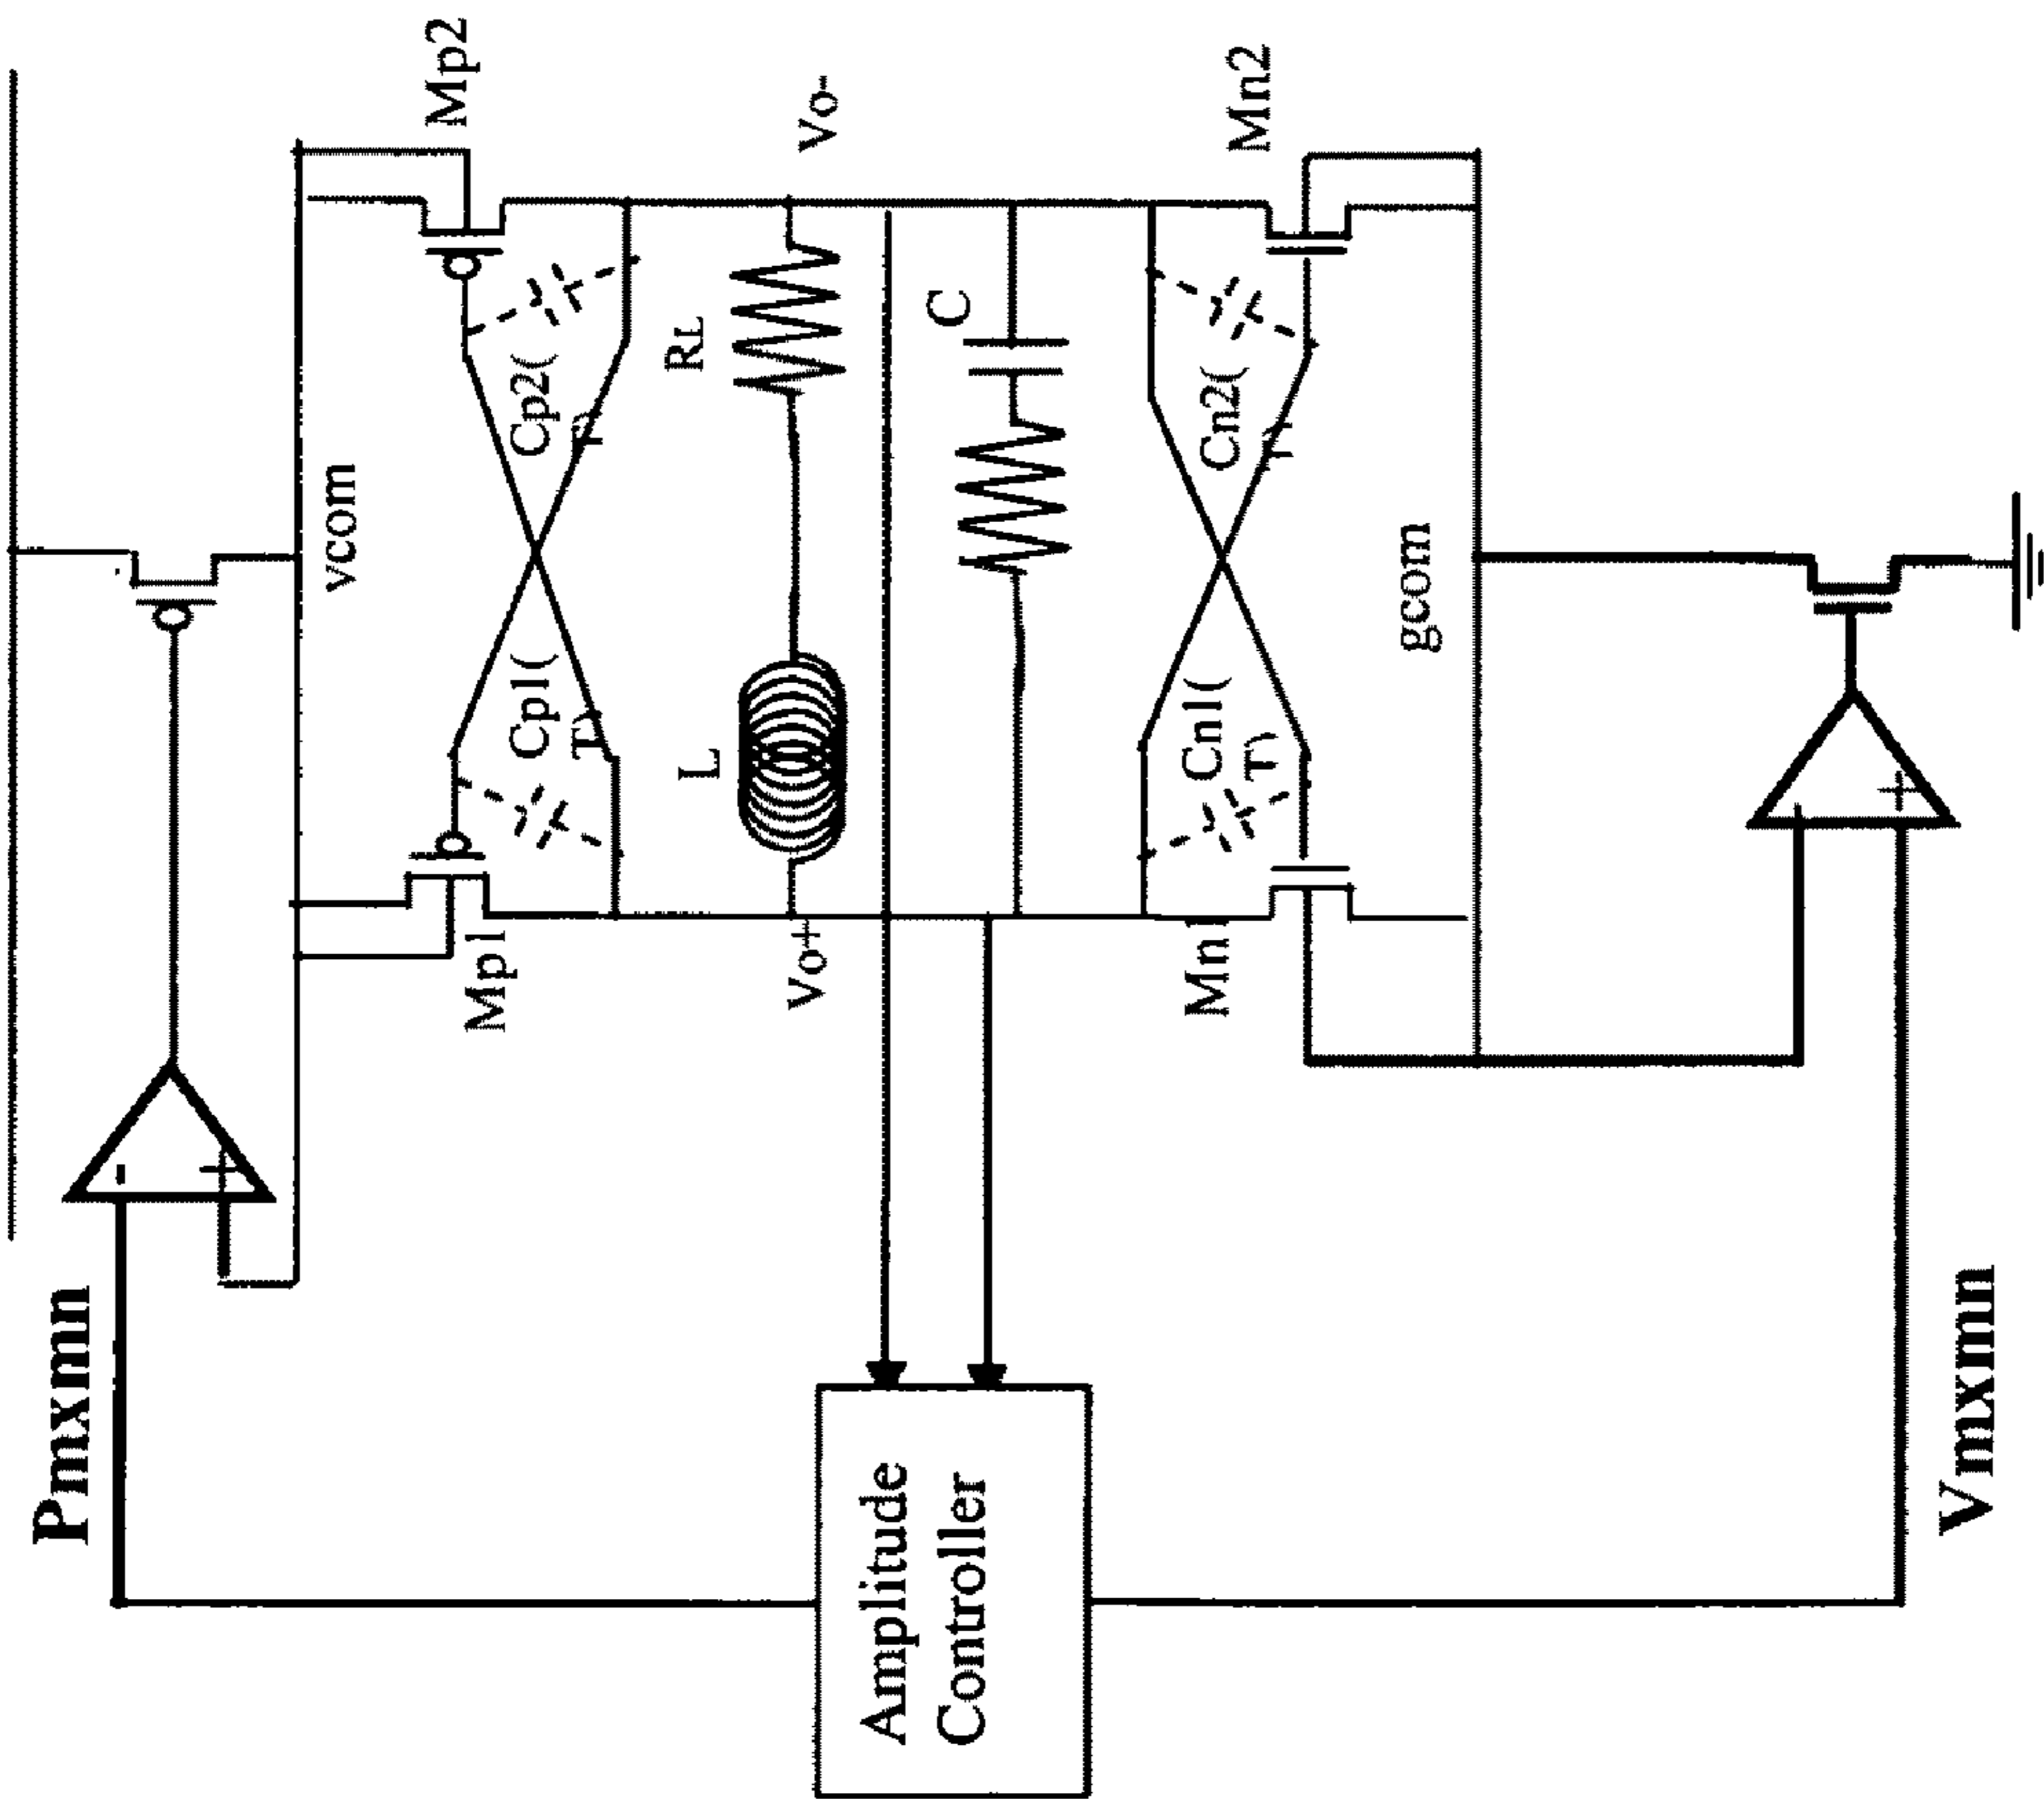 Pmxmn
vcom
Mp1
Mp2
Cp1(
T)
Cp2(
T)
L
RL
Vo+
Vo-
C
Amplitude
Controller
Mn1
Mn2
Cn1(
T)
Cn2(
T)
gcom
Vmxmn
-
+
+